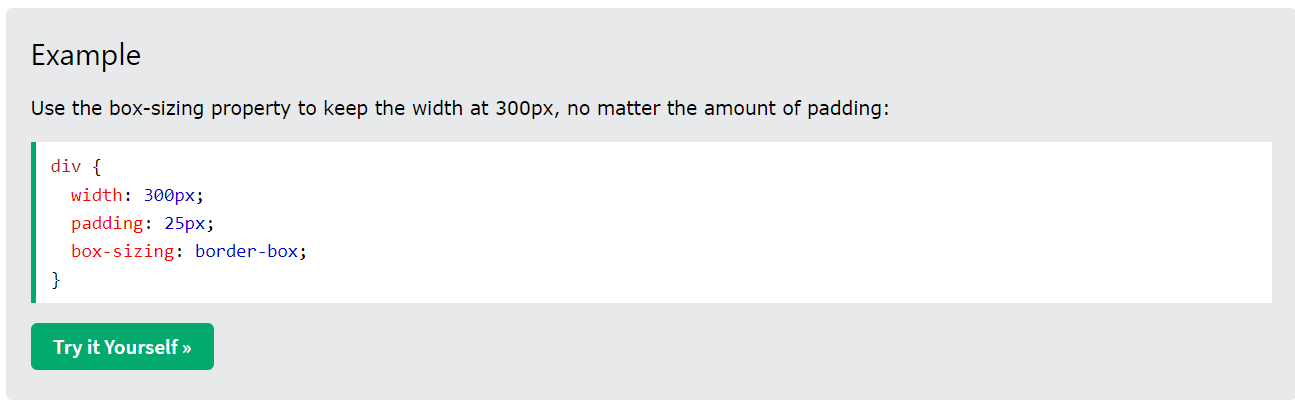 Example
Use the box-sizing property to keep the width at 300px, no matter the amount of padding:
div {
  width: 300px;
  padding: 25px;
  box-sizing: border-box;
}
Try it Yourself »